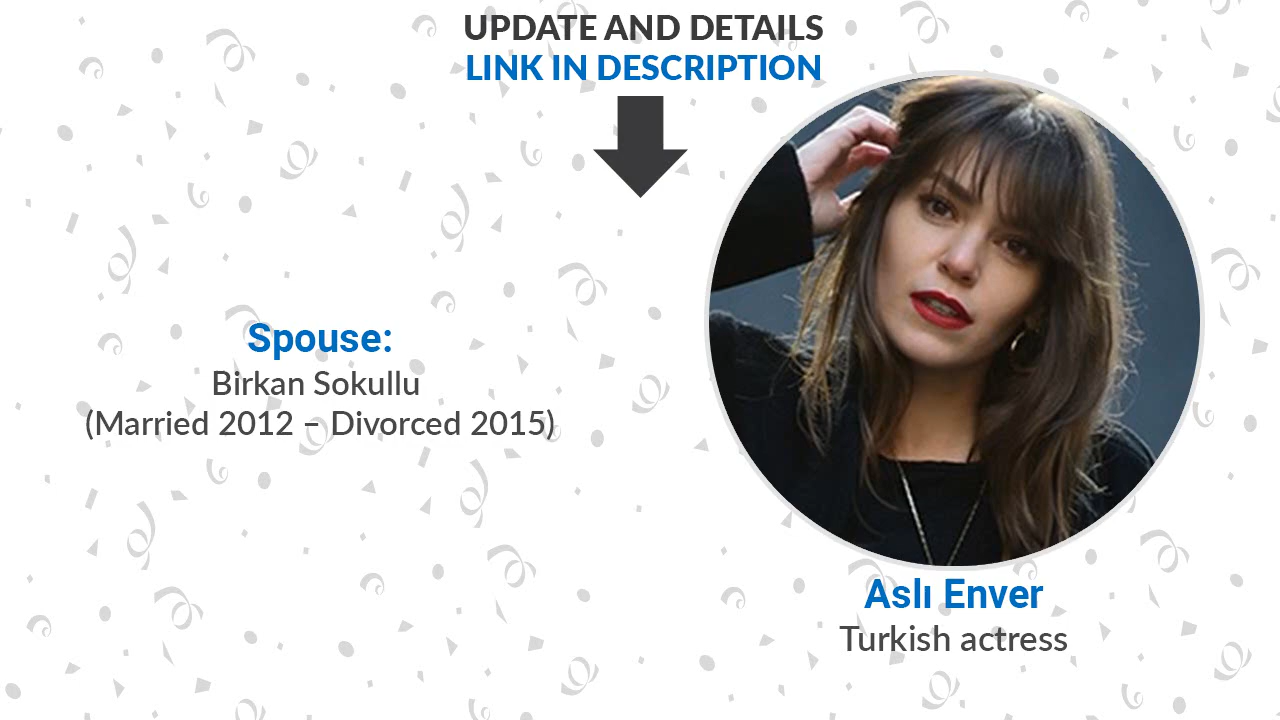 UPDATE AND DETAILS
LINK IN DESCRIPTION
Spouse:
Birkan Sokullu
(Married 2012 – Divorced 2015)
Aslı Enver
Turkish actress